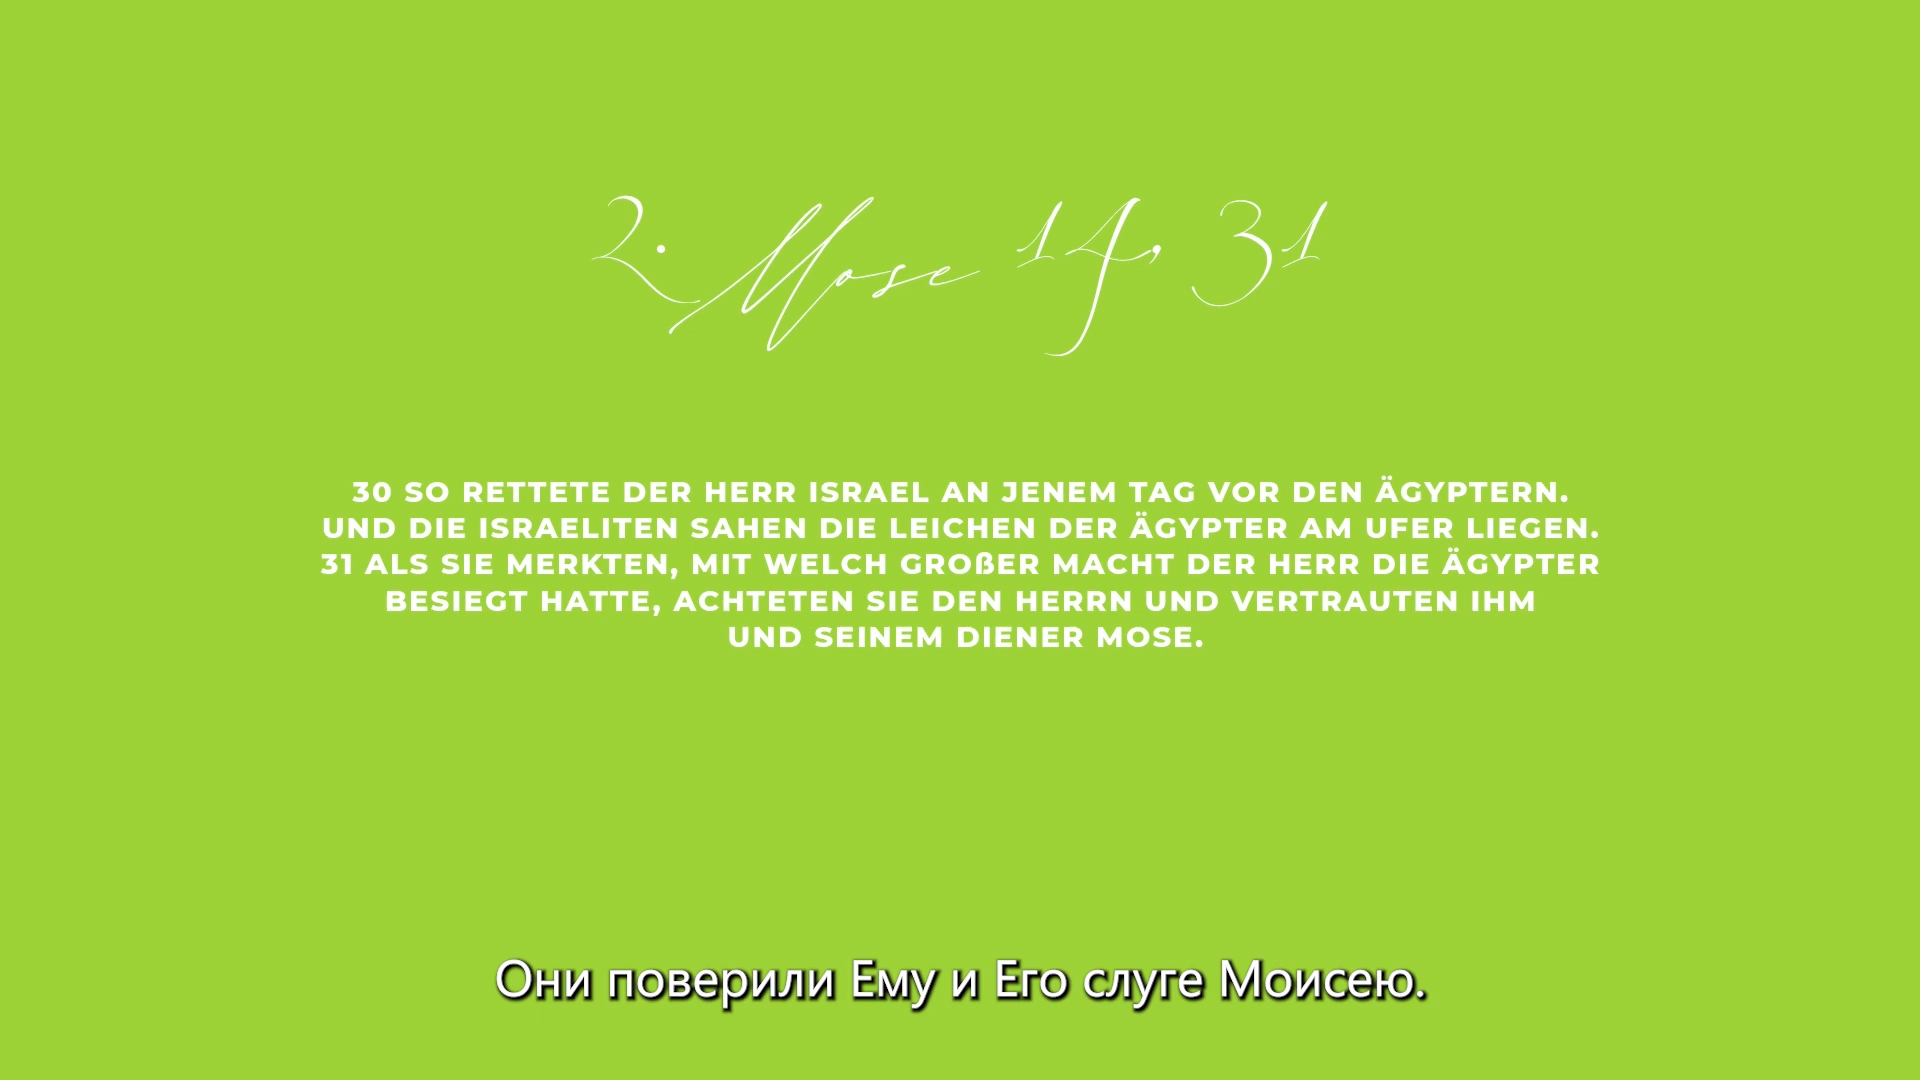 2. Mose 14, 31
30 SO RETTETE DER HERR ISRAEL AN JENEM TAG VOR DEN ÄGYPTERN.
UND DIE ISRAELITEN SAHEN DIE LEICHEN DER ÄGYPTER AM UFER LIEGEN.
31 ALS SIE MERKTEN, MIT WELCH GROßER MACHT DER HERR DIE ÄGYPTER
BESIEGT HATTE, ACHTETEN SIE DEN HERRN UND VERTRAUTEN IHM
UND SEINEM DIENER MOSE.
Они поверили Ему и Его слуге Моисею.